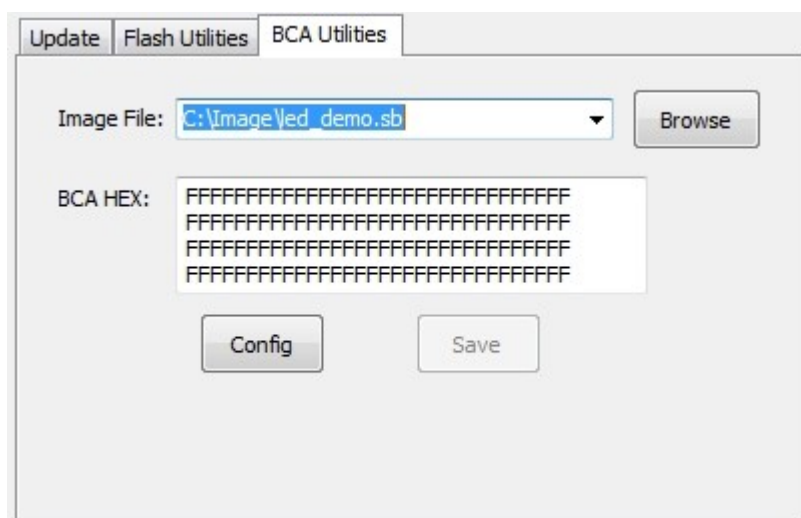 Update Flash Utilities BCA Utilities
Image File: C:\Image\led_demo.sb Browse
BCA HEX: FFFFFFFFFFFFFFFFFFFFFFFFFFFFFFFF
FFFFFFFFFFFFFFFFFFFFFFFFFFFFFFFF
FFFFFFFFFFFFFFFFFFFFFFFFFFFFFFFF
FFFFFFFFFFFFFFFFFFFFFFFFFFFFFFFF
Config Save